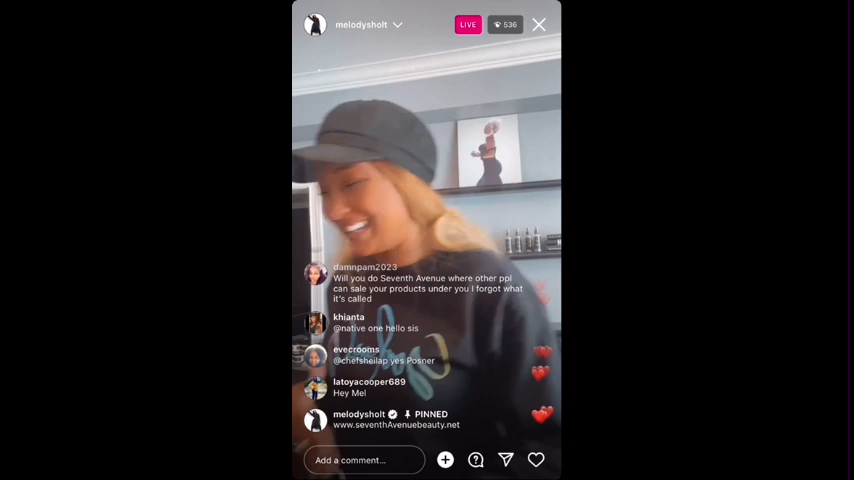 melodysholt
LIVE
536
damnpam2023
Will you do Seventh Avenue where other ppl
can sale your products under you I forgot what
it's called
khianta
@native one hello sis
evecrooms
@chefsheilap yes Posner
latoyacooper689
Hey Mel
melodysholt PINNED
www.seventhAvenuebeauty.net
Add a comment...